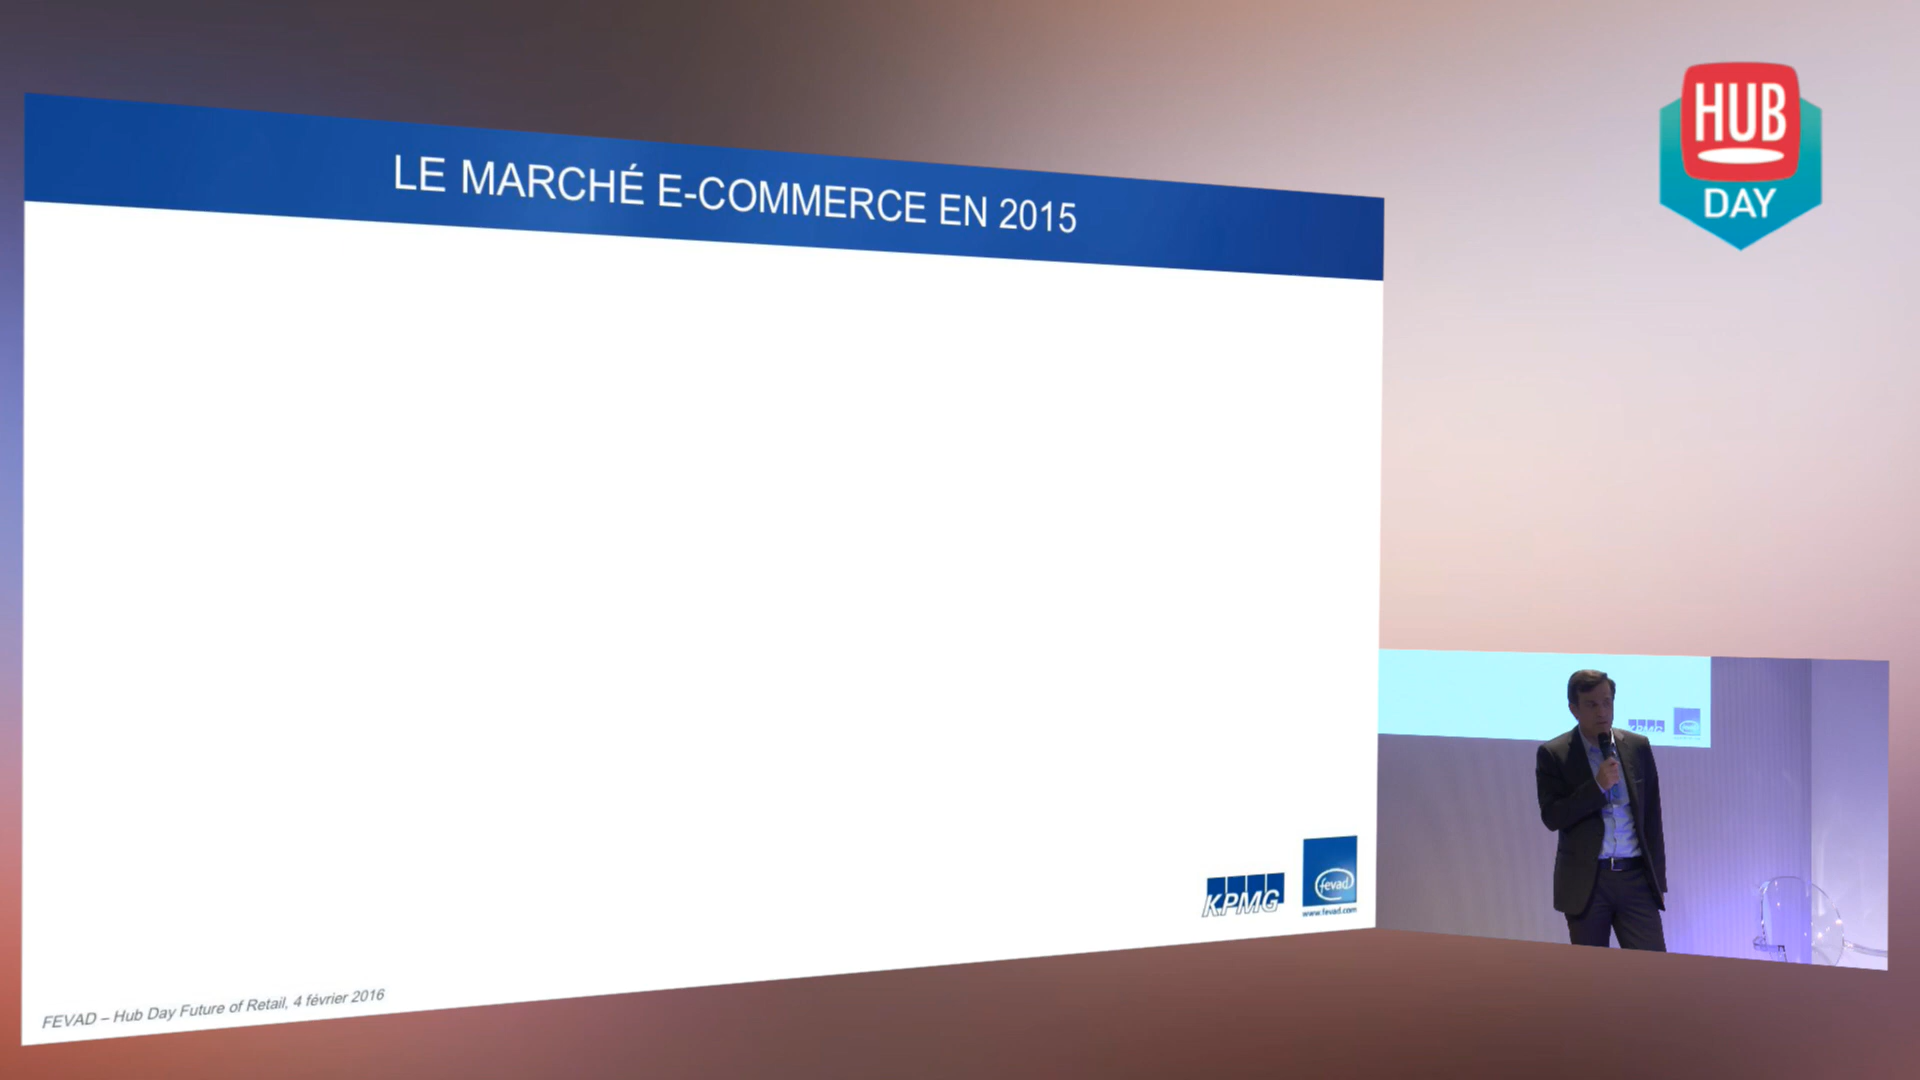 HUB
DAY
LE MARCHÉ E-COMMERCE EN 2015
KPMG
fevad
www.fevad.com
FEVAD – Hub Day Future of Retail, 4 février 2016